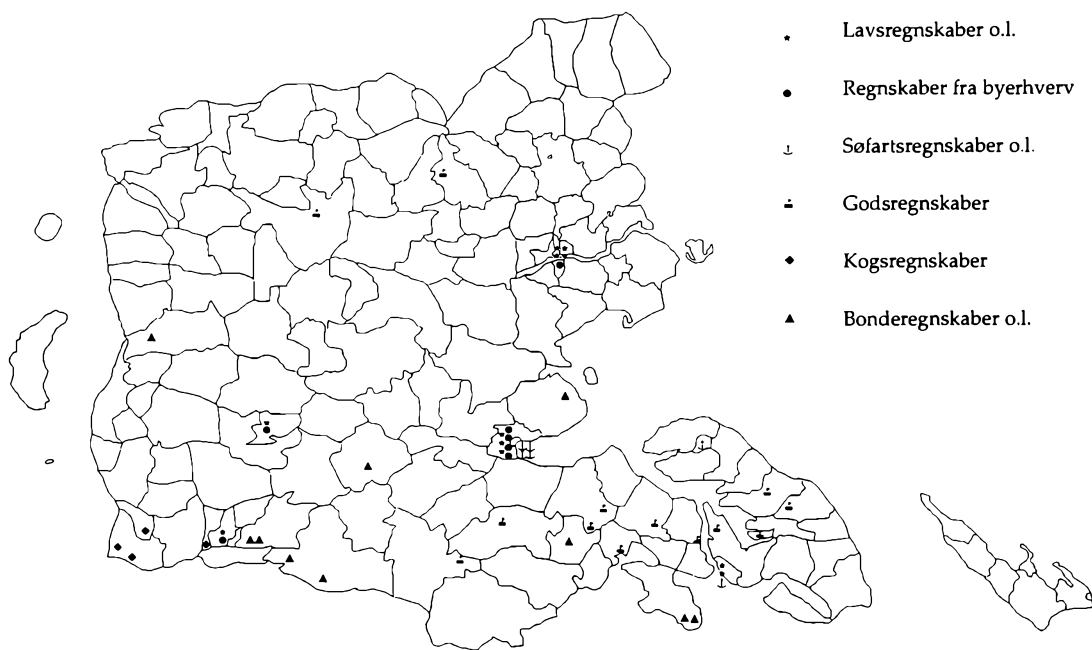 Lavsregnskaber o.l.
Regnskaber fra byerhverv
Søfartsregnskaber o.l.
Godsregnskaber
Kogsregnskaber
Bonderegnskaber o.l.